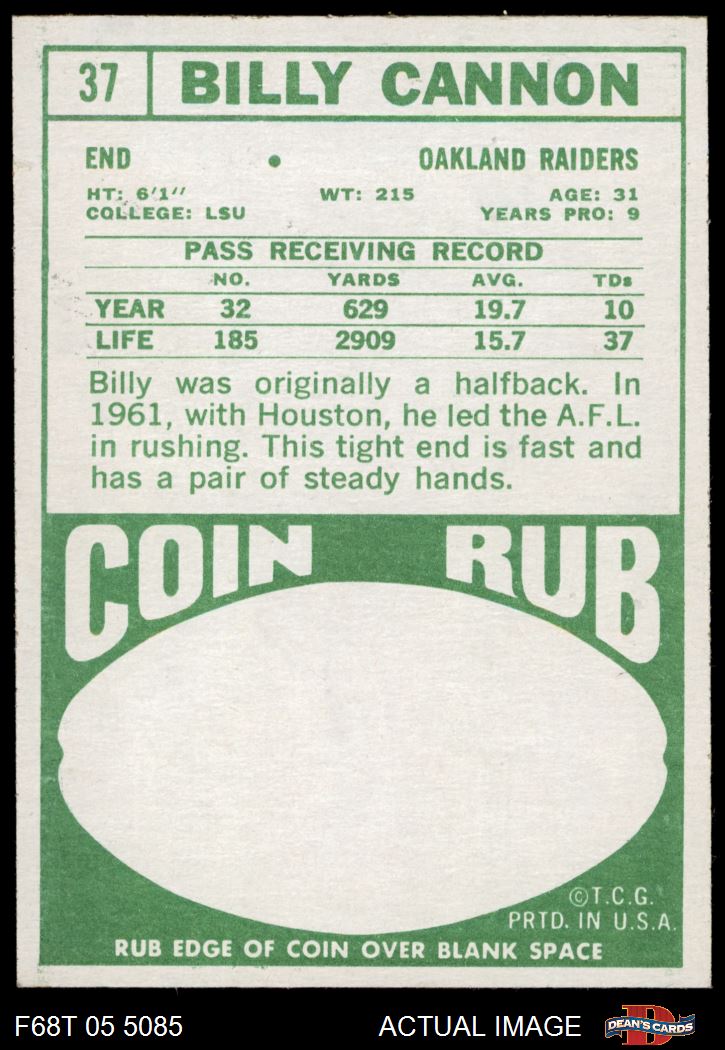 37 BILLY CANNON
END • OAKLAND RAIDERS
HT: 6'1" WT: 215 AGE: 31
COLLEGE: LSU YEARS PRO: 9
PASS RECEIVING RECORD
NO. YARDS AVG. TDs
YEAR 32 629 19.7 10
LIFE 185 2909 15.7 37
Billy was originally a halfback. In
1961, with Houston, he led the A.F.L.
in rushing. This tight end is fast and
has a pair of steady hands.
COIN RUB
©T.C.G.
PRTD. IN U.S.A.
RUB EDGE OF COIN OVER BLANK SPACE
F68T 05 5085 ACTUAL IMAGE DEAN'S CARDS